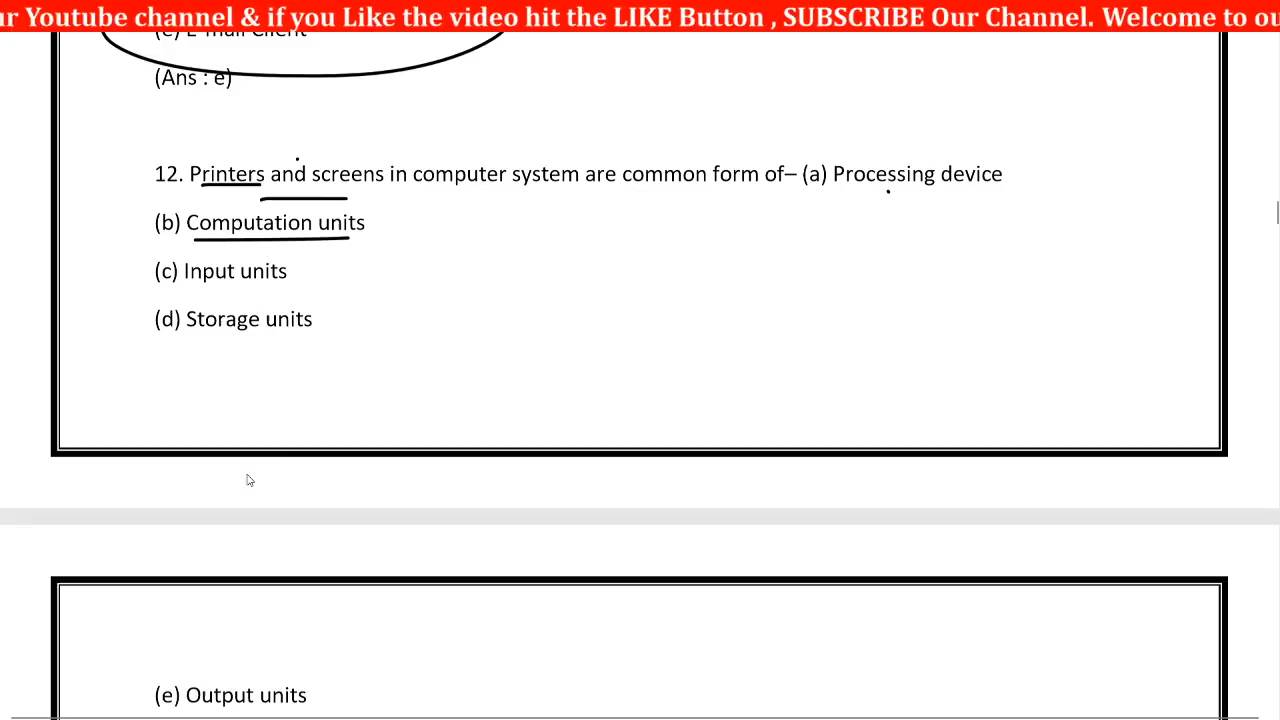 ur Youtube channel & if you Like the video hit the LIKE Button , SUBSCRIBE Our Channel. Welcome to ou
(e) E-mail Client
(Ans : e)
12. Printers and screens in computer system are common form of– (a) Processing device
(b) Computation units
(c) Input units
(d) Storage units
(e) Output units